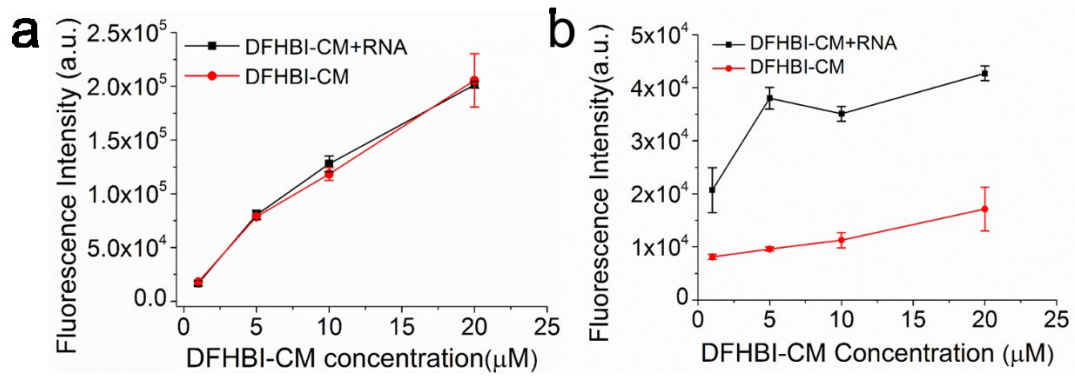 a
Fluorescence Intensity (a.u.)
2.5x10⁵
2.0x10⁵
1.5x10⁵
1.0x10⁵
5.0x10⁴
0.0
DFHBI-CM+RNA
DFHBI-CM
0 5 10 15 20 25
DFHBI-CM concentration(μM)
b
Fluorescence Intensity(a.u.)
5x10⁴
4x10⁴
3x10⁴
2x10⁴
1x10⁴
0
DFHBI-CM+RNA
DFHBI-CM
0 5 10 15 20 25
DFHBI-CM Concentration (μM)